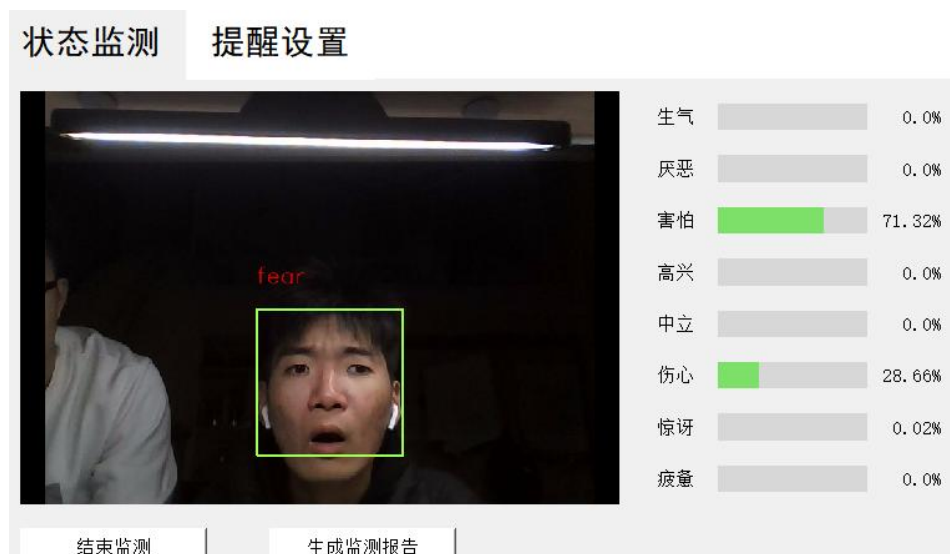 状态监测 提醒设置
生气 0.0%
厌恶 0.0%
fear
害怕 71.32%
高兴 0.0%
中立 0.0%
伤心 28.66%
惊讶 0.02%
疲惫 0.0%
结束监测 生成监测报告